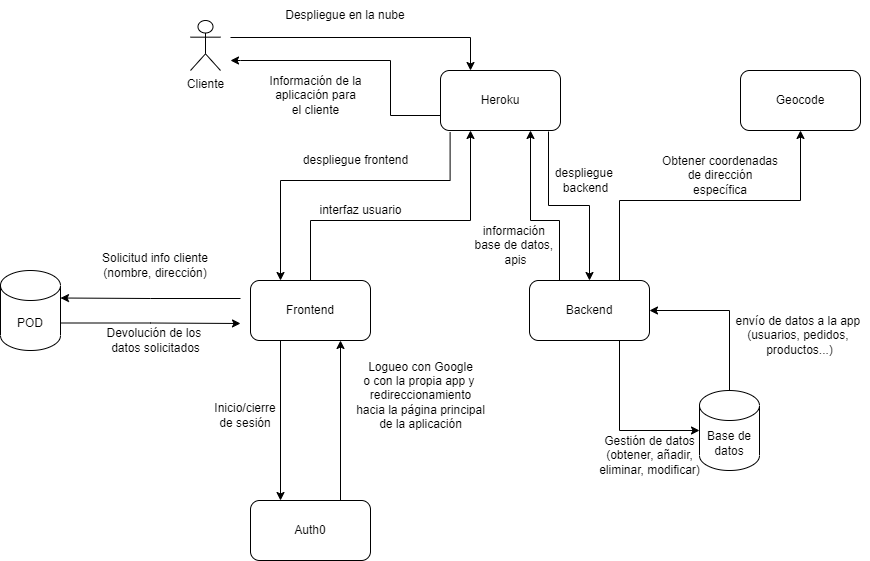 Despliegue en la nube
Cliente
Información de la
aplicación para
el cliente
Heroku
Geocode
despliegue frontend
despliegue
backend
Obtener coordenadas
de dirección
específica
interfaz usuario
información
base de datos,
apis
Solicitud info cliente
(nombre, dirección)
POD
Devolución de los
datos solicitados
Frontend
Backend
envío de datos a la app
(usuarios, pedidos,
productos...)
Logueo con Google
o con la propia app y
redireccionamiento
hacia la página principal
de la aplicación
Inicio/cierre
de sesión
Gestión de datos
(obtener, añadir,
eliminar, modificar)
Base de
datos
Auth0